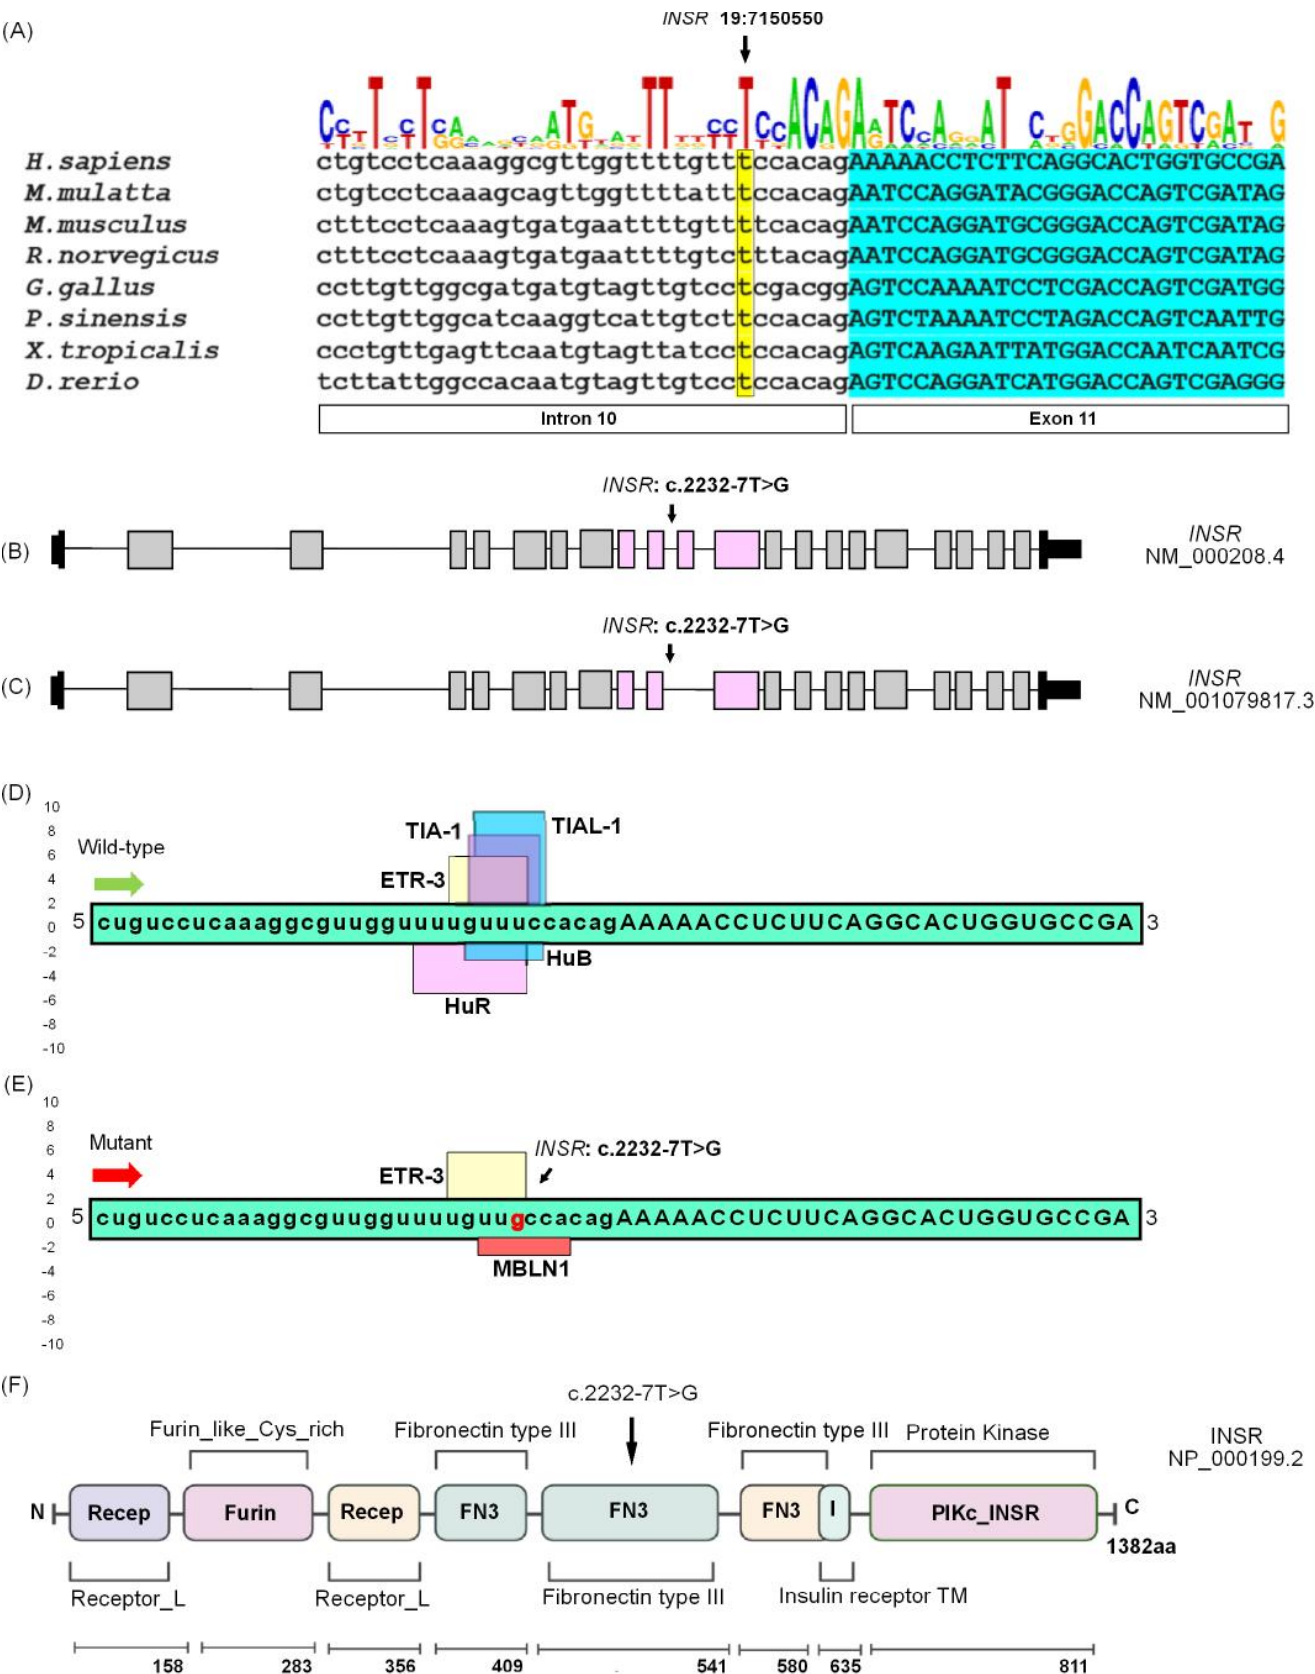 (A)
INSR 19:7150550
H.sapiens ctgtcctcaaaggcgttggttttgtttccacagAAAAACCTCTTCAGGCACTGGTGCCGA
M.mulatta ctgtcctcaaagcagttggttttatttccacagAATCCAGGATACGGGACCAGTCGATAG
M.musculus ctttcctcaaagtgatgaattttgttttcacagAATCCAGGATGCGGGACCAGTCGATAG
R.norvegicus ctttcctcaaagtgatgaattttgtctttacagAATCCAGGATGCGGGACCAGTCGATAG
G.gallus ccttgttggcgatgatgtagttgtcctcgacggAGTCCAAAATCCTCGACCAGTCGATGG
P.sinensis ccttgttggcatcaaggtcattgtcttccacagAGTCTAAAATCCTAGACCAGTCAATTG
X.tropicalis ccctgttgagttcaatgtagttatcctccacagAGTCAAGAATTATGGACCAATCAATCG
D.rerio tcttattggccacaatgtagttgtcctccacagAGTCCAGGATCATGGACCAGTCGAGGG
Intron 10 Exon 11
INSR: c.2232-7T>G
(B)
INSR
NM_000208.4
INSR: c.2232-7T>G
(C)
INSR
NM_001079817.3
(D)
10
8
6
4
2
0
-2
-4
-6
-8
-10
Wild-type
TIA-1
TIAL-1
ETR-3
5 cuguccucaaaggcguugguuuuguuuccacagAAAAACCUCUUCAGGCACUGGUGCCGA 3
HuB
HuR
(E)
10
8
6
4
2
0
-2
-4
-6
-8
-10
Mutant
INSR: c.2232-7T>G
ETR-3
5 cuguccucaaaggcguugguuuuguugccacagAAAAACCUCUUCAGGCACUGGUGCCGA 3
MBLN1
(F)
c.2232-7T>G
Furin_like_Cys_rich Fibronectin type III Fibronectin type III Protein Kinase
INSR
NP_000199.2
N Recep Furin Recep FN3 FN3 FN3 I PIKc_INSR C
1382aa
Receptor_L Receptor_L Fibronectin type III Insulin receptor TM
158 283 356 409 541 580 635 811